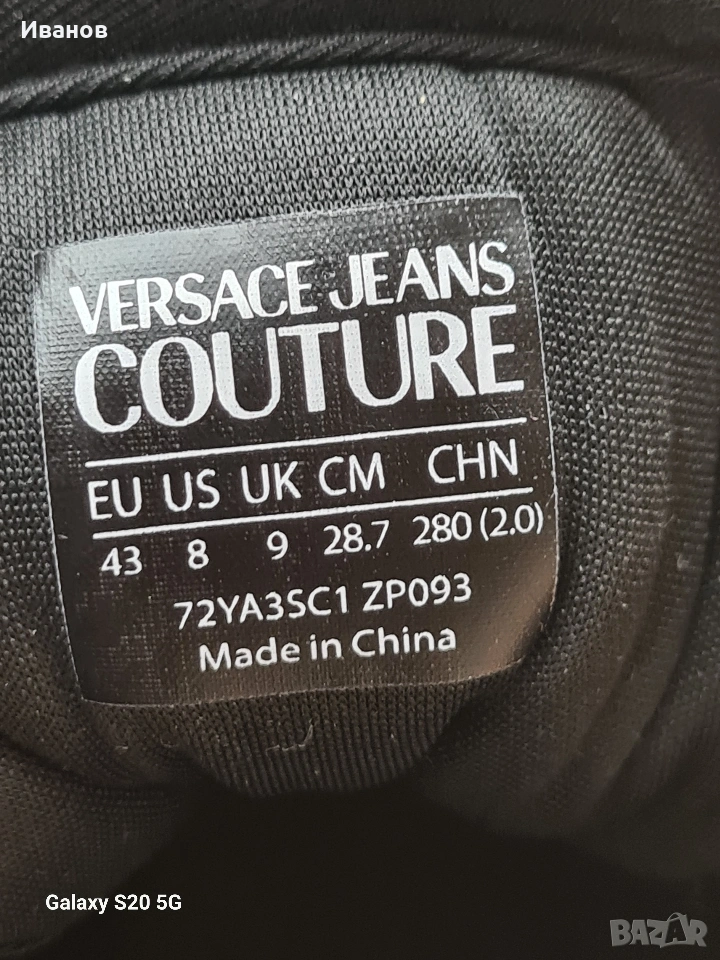 Иванов
VERSACE JEANS
COUTURE
EU US UK CM CHN
43 8 9 28.7 280 (2.0)
72YA3SC1 ZP093
Made in China
Galaxy S20 5G
BAZAR